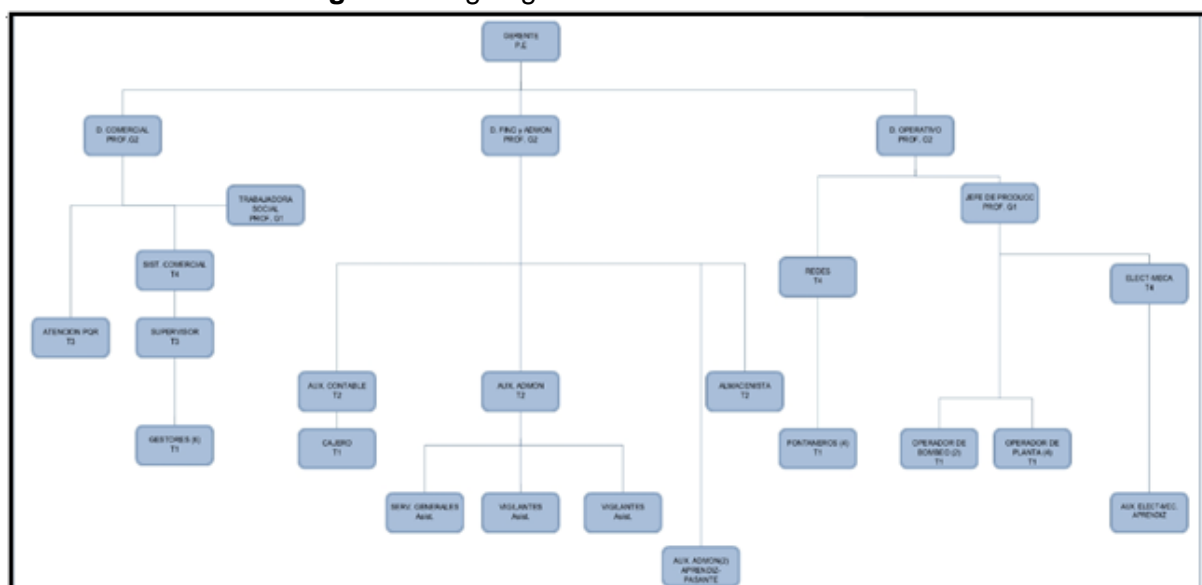 GERENTE
P.E
D. COMERCIAL
PROF.G2
D. FINC y ADMON
PROF. G2
D. OPERATIVO
PROF. G2
TRABAJADORA
SOCIAL
PROF. G1
JEFE DE PRODUCC
PROF. G1
SIST. COMERCIAL
T4
REDES
T4
ELECT-MECA
ATENCION PQR
T3
SUPERVISOR
T3
AUX. CONTABLE
T2
AUX. ADMON
T2
ALMACENISTA
T2
GESTORES (6)
T1
CAJERO
T1
FONTANEROS (4)
T1
OPERADOR DE
BOMBEO (2)
T1
OPERADOR DE
PLANTA (4)
T1
SERV. GENERALES
Asist.
VIGILANTES
Asist.
VIGILANTES
Asist.
AUX. ELECT-MEC.
APRENDIZ
AUX. ADMON(2)
APRENDIZ-
PASANTE